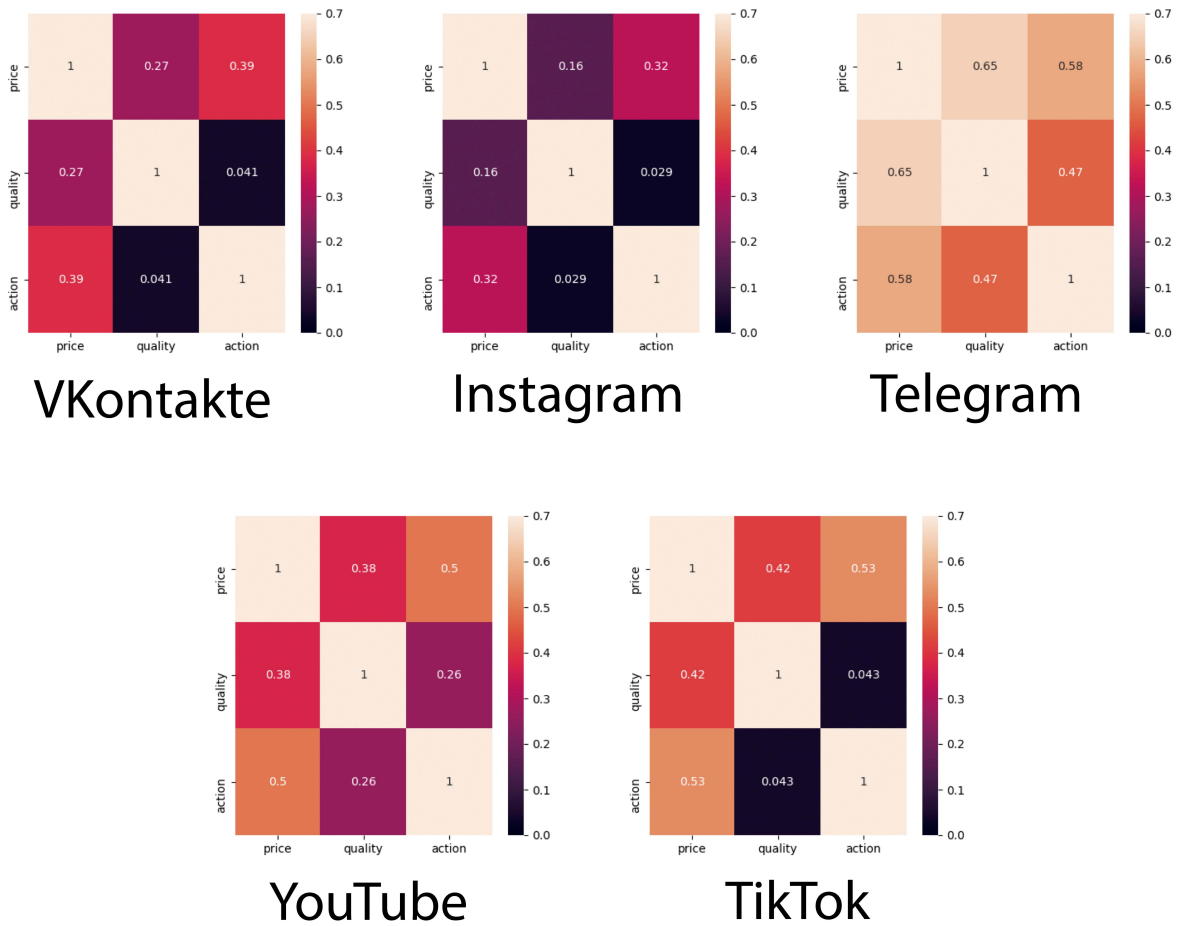 0.7
0.6
0.5
0.4
0.3
0.2
0.1
0.0
price
quality
action
1 0.27 0.39
0.27 1 0.041
0.39 0.041 1
price quality action
VKontakte
0.7
0.6
0.5
0.4
0.3
0.2
0.1
0.0
price
quality
action
1 0.16 0.32
0.16 1 0.029
0.32 0.029 1
price quality action
Instagram
0.7
0.6
0.5
0.4
0.3
0.2
0.1
0.0
price
quality
action
1 0.65 0.58
0.65 1 0.47
0.58 0.47 1
price quality action
Telegram
0.7
0.6
0.5
0.4
0.3
0.2
0.1
0.0
price
quality
action
1 0.38 0.5
0.38 1 0.26
0.5 0.26 1
price quality action
YouTube
0.7
0.6
0.5
0.4
0.3
0.2
0.1
0.0
price
quality
action
1 0.42 0.53
0.42 1 0.043
0.53 0.043 1
price quality action
TikTok